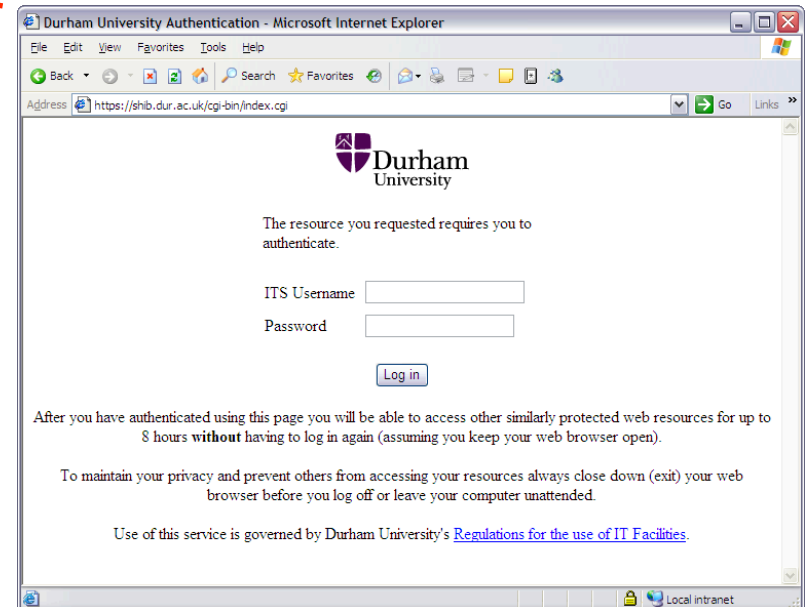 Durham University Authentication - Microsoft Internet Explorer
File Edit View Favorites Tools Help
Back Search Favorites
Address https://shib.dur.ac.uk/cgi-bin/index.cgi Go Links »
Durham
University
The resource you requested requires you to
authenticate.
ITS Username
Password
Log in
After you have authenticated using this page you will be able to access other similarly protected web resources for up to
8 hours without having to log in again (assuming you keep your web browser open).
To maintain your privacy and prevent others from accessing your resources always close down (exit) your web
browser before you log off or leave your computer unattended.
Use of this service is governed by Durham University's Regulations for the use of IT Facilities.
Local intranet